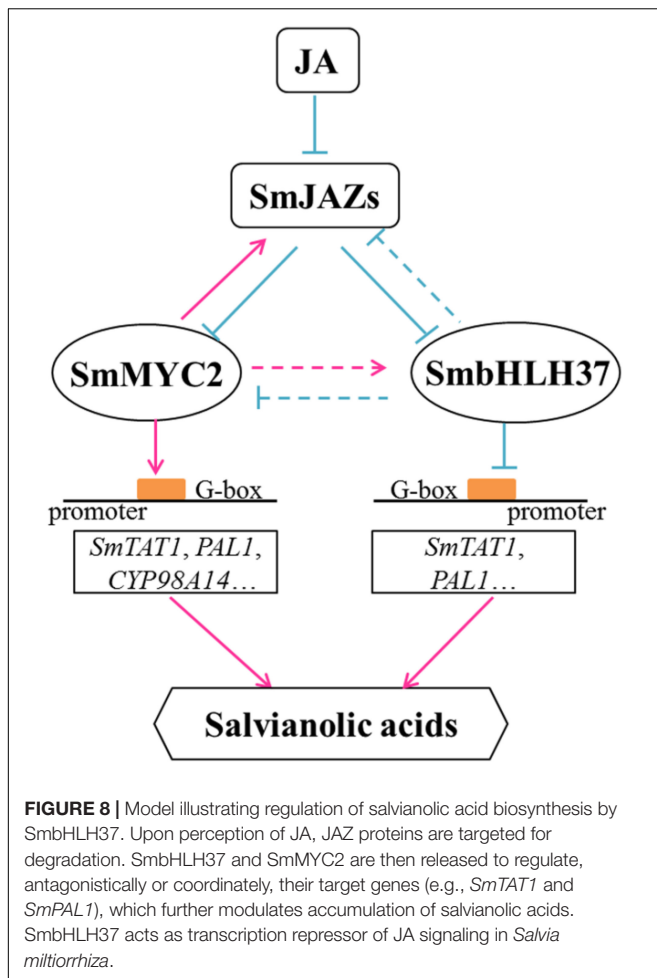 JA
SmJAZs
SmMYC2
SmbHLH37
G-box
promoter
G-box
promoter
SmTAT1, PAL1,
CYP98A14...
SmTAT1,
PAL1...
Salvianolic acids
FIGURE 8 | Model illustrating regulation of salvianolic acid biosynthesis by
SmbHLH37. Upon perception of JA, JAZ proteins are targeted for
degradation. SmbHLH37 and SmMYC2 are then released to regulate,
antagonistically or coordinately, their target genes (e.g., SmTAT1 and
SmPAL1), which further modulates accumulation of salvianolic acids.
SmbHLH37 acts as transcription repressor of JA signaling in Salvia
miltiorrhiza.